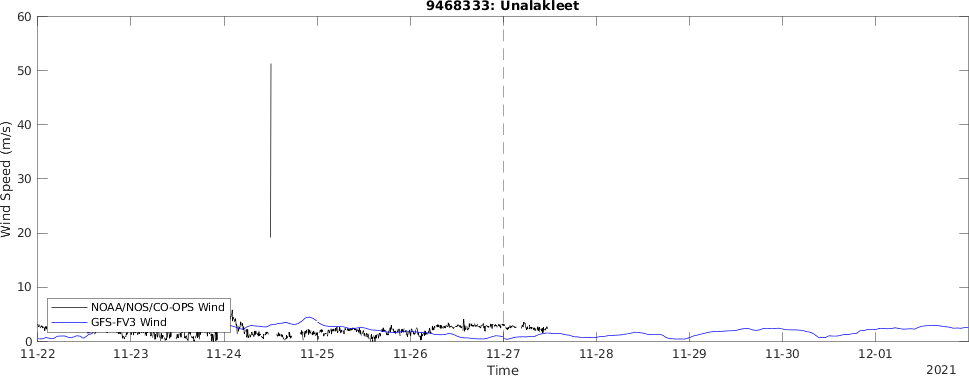 9468333: Unalakleet
60
50
40
30
20
10
0
Wind Speed (m/s)
NOAA/NOS/CO-OPS Wind
GFS-FV3 Wind
11-22 11-23 11-24 11-25 11-26 11-27 11-28 11-29 11-30 12-01
Time
2021